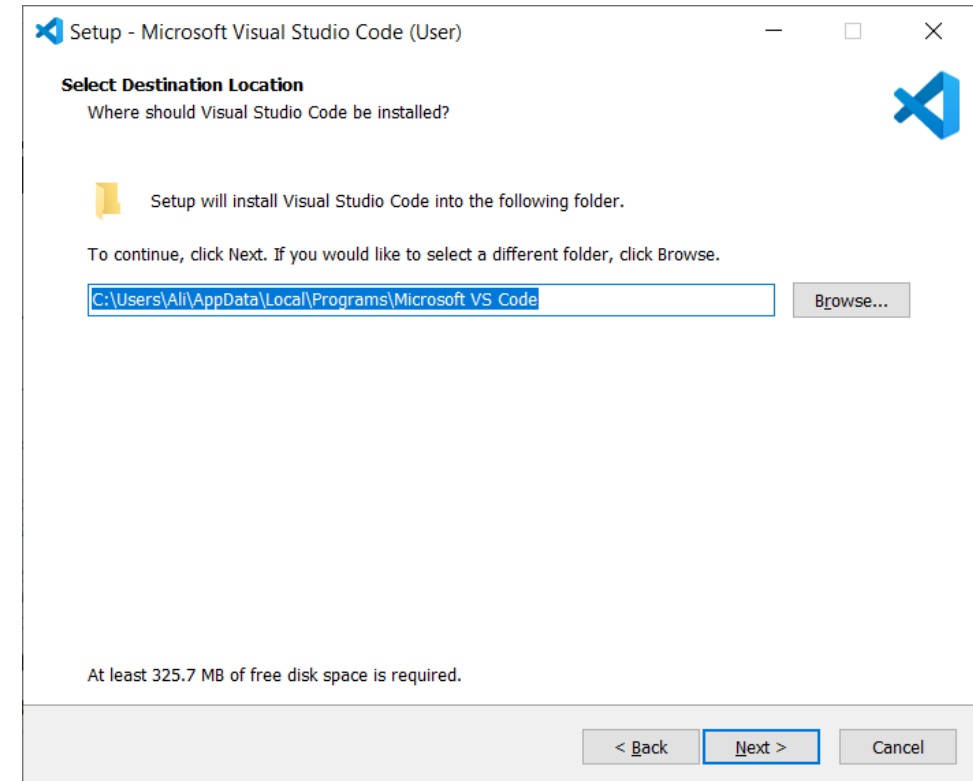 Setup - Microsoft Visual Studio Code (User)
Select Destination Location
Where should Visual Studio Code be installed?
Setup will install Visual Studio Code into the following folder.
To continue, click Next. If you would like to select a different folder, click Browse.
C:\Users\Ali\AppData\Local\Programs\Microsoft VS Code
Browse...
At least 325.7 MB of free disk space is required.
< Back
Next >
Cancel